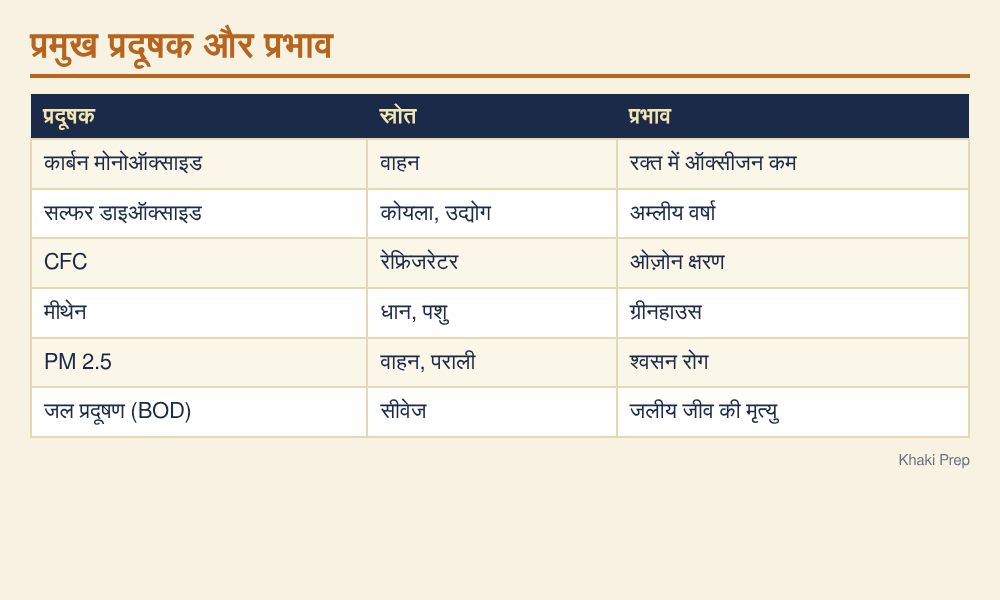 प्रमुख प्रदूषक और प्रभाव
प्रदूषक स्रोत प्रभाव
कार्बन मोनोऑक्साइड वाहन रक्त में ऑक्सीजन कम
सल्फर डाइऑक्साइड कोयला, उद्योग अम्लीय वर्षा
CFC रेफ्रिजरेटर ओज़ोन क्षरण
मीथेन धान, पशु ग्रीनहाउस
PM 2.5 वाहन, पराली श्वसन रोग
जल प्रदूषण (BOD) सीवेज जलीय जीव की मृत्यु
Khaki Prep